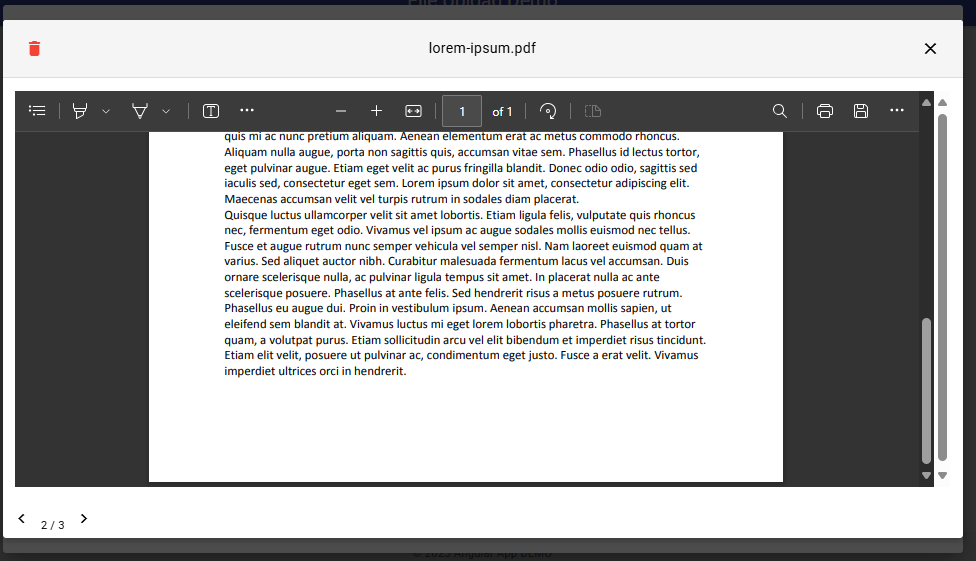 File Upload Demo
lorem-ipsum.pdf
1 of 1
quis mi ac nunc pretium aliquam. Aenean elementum erat ac metus commodo rhoncus.
Aliquam nulla augue, porta non sagittis quis, accumsan vitae sem. Phasellus id lectus tortor,
eget pulvinar augue. Etiam eget velit ac purus fringilla blandit. Donec odio odio, sagittis sed
iaculis sed, consectetur eget sem. Lorem ipsum dolor sit amet, consectetur adipiscing elit.
Maecenas accumsan velit vel turpis rutrum in sodales diam placerat.
Quisque luctus ullamcorper velit sit amet lobortis. Etiam ligula felis, vulputate quis rhoncus
nec, fermentum eget odio. Vivamus vel ipsum ac augue sodales mollis euismod nec tellus.
Fusce et augue rutrum nunc semper vehicula vel semper nisl. Nam laoreet euismod quam at
varius. Sed aliquet auctor nibh. Curabitur malesuada fermentum lacus vel accumsan. Duis
ornare scelerisque nulla, ac pulvinar ligula tempus sit amet. In placerat nulla ac ante
scelerisque posuere. Phasellus at ante felis. Sed hendrerit risus a metus posuere rutrum.
Phasellus eu augue dui. Proin in vestibulum ipsum. Aenean accumsan mollis sapien, ut
eleifend sem blandit at. Vivamus luctus mi eget lorem lobortis pharetra. Phasellus at tortor
quam, a volutpat purus. Etiam sollicitudin arcu vel elit bibendum et imperdiet risus tincidunt.
Etiam elit velit, posuere ut pulvinar ac, condimentum eget justo. Fusce a erat velit. Vivamus
imperdiet ultrices orci in hendrerit.
2 / 3
© 2023 Angular App DEMO